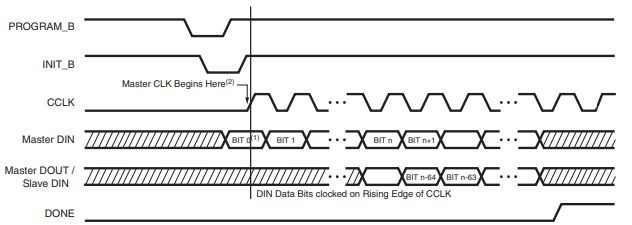 PROGRAM_B
INIT_B
Master CLK Begins Here(2)
CCLK
Master DIN
BIT 0(1) BIT 1 BIT n BIT n+1
Master DOUT /
Slave DIN
BIT n-64 BIT n-63
DIN Data Bits clocked on Rising Edge of CCLK
DONE